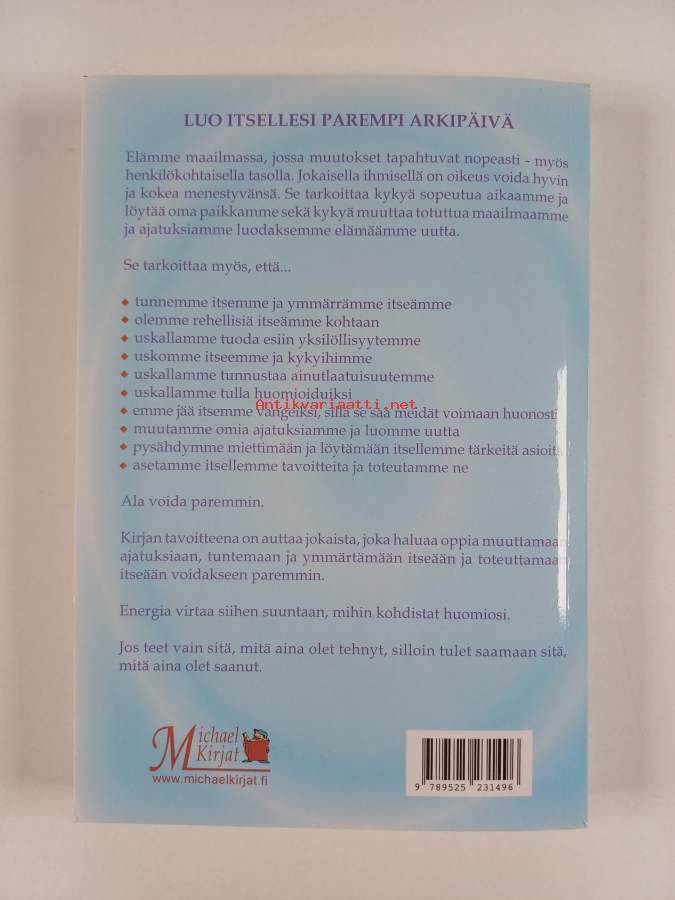 LUO ITSELLESI PAREMPI ARKIPÄIVÄ
Elämme maailmassa, jossa muutokset tapahtuvat nopeasti - myös
henkilökohtaisella tasolla. Jokaisella ihmisellä on oikeus voida hyvin
ja kokea menestyvänsä. Se tarkoittaa kykyä sopeutua aikaamme ja
löytää oma paikkamme sekä kykyä muuttaa totuttua maailmaamme
ja ajatuksiamme luodaksemme elämäämme uutta.
Se tarkoittaa myös, että...
tunnemme itsemme ja ymmärrämme itseämme
olemme rehellisiä itseämme kohtaan
uskallamme tuoda esiin yksilöllisyytemme
uskomme itseemme ja kykyihimme
uskallamme tunnustaa ainutlaatuisuutemme
uskallamme tulla huomioiduiksi
Antikvariaatti.net
emme jää itsemme vangeiksi, sillä se saa meidät voimaan huonosti
muutamme omia ajatuksiamme ja luomme uutta
pysähdymme miettimään ja löytämään itsellemme tärkeitä asioita
asetamme itsellemme tavoitteita ja toteutamme ne
Ala voida paremmin.
Kirjan tavoitteena on auttaa jokaista, joka haluaa oppia muuttamaan
ajatuksiaan, tuntemaan ja ymmärtämään itseään ja toteuttamaan
itseään voidakseen paremmin.
Energia virtaa siihen suuntaan, mihin kohdistat huomiosi.
Jos teet vain sitä, mitä aina olet tehnyt, silloin tulet saamaan sitä,
mitä aina olet saanut.
Michael
Kirjat
www.michaelkirjat.fi
9 789525 231496